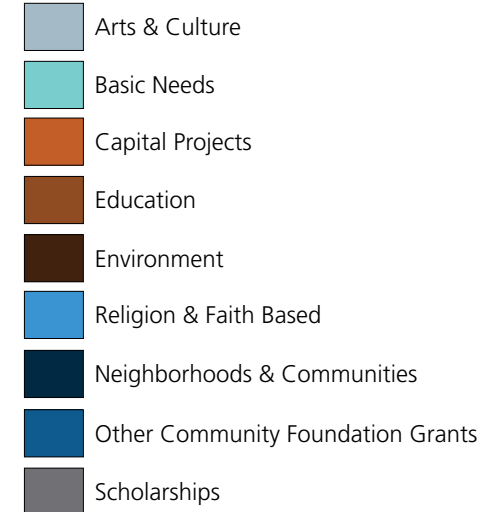 Arts & Culture
Basic Needs
Capital Projects
Education
Environment
Religion & Faith Based
Neighborhoods & Communities
Other Community Foundation Grants
Scholarships